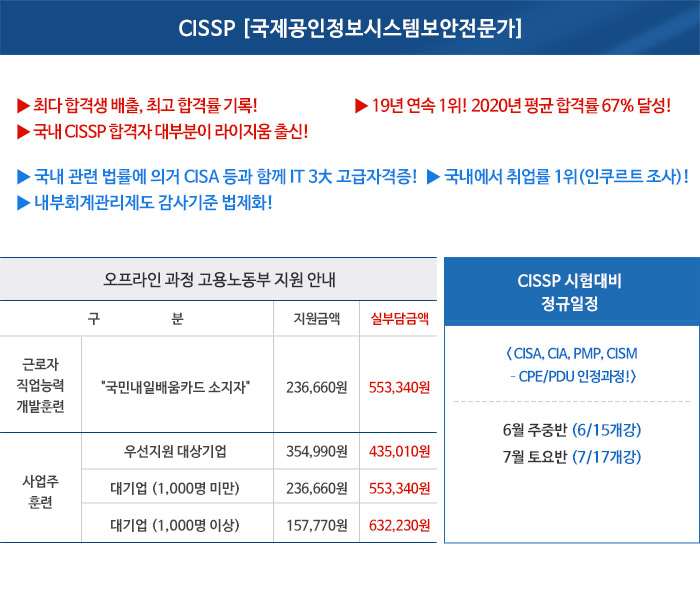 CISSP [국제공인정보시스템보안전문가]
▶ 최다 합격생 배출, 최고 합격률 기록!
▶ 19년 연속 1위! 2020년 평균 합격률 67% 달성!
▶ 국내 CISSP 합격자 대부분이 라이지움 출신!
▶ 국내 관련 법률에 의거 CISA 등과 함께 IT 3大 고급자격증!
▶ 국내에서 취업률 1위(인쿠르트 조사)!
▶ 내부회계관리제도 감사기준 법제화!
오프라인 과정 고용노동부 지원 안내
구 분
지원금액
실부담금액
근로자
직업능력
개발훈련
"국민내일배움카드 소지자"
236,660원
553,340원
사업주
훈련
우선지원 대상기업
354,990원
435,010원
대기업 (1,000명 미만)
236,660원
553,340원
대기업 (1,000명 이상)
157,770원
632,230원
CISSP 시험대비
정규일정
< CISA, CIA, PMP, CISM
- CPE/PDU 인정과정!>
6월 주중반 (6/15개강)
7월 토요반 (7/17개강)